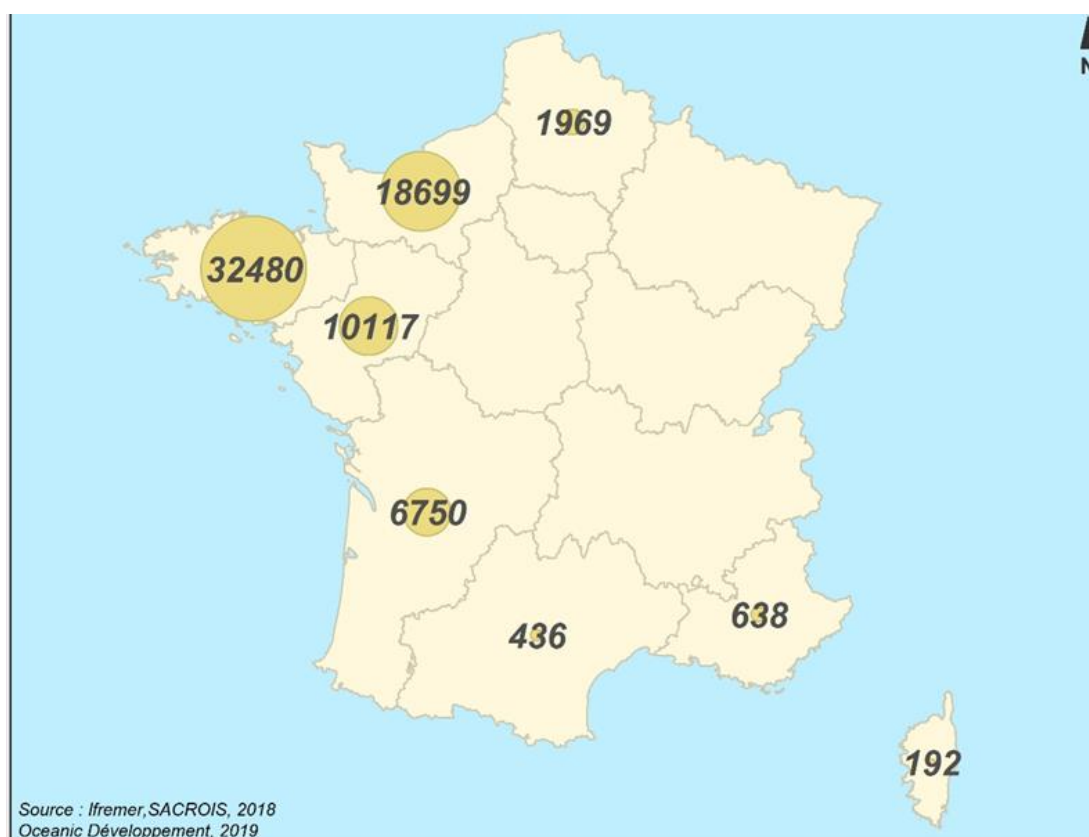 N
1969
18699
32480
10117
6750
638
436
192
Source : Ifremer,SACROIS, 2018
Oceanic Développement, 2019